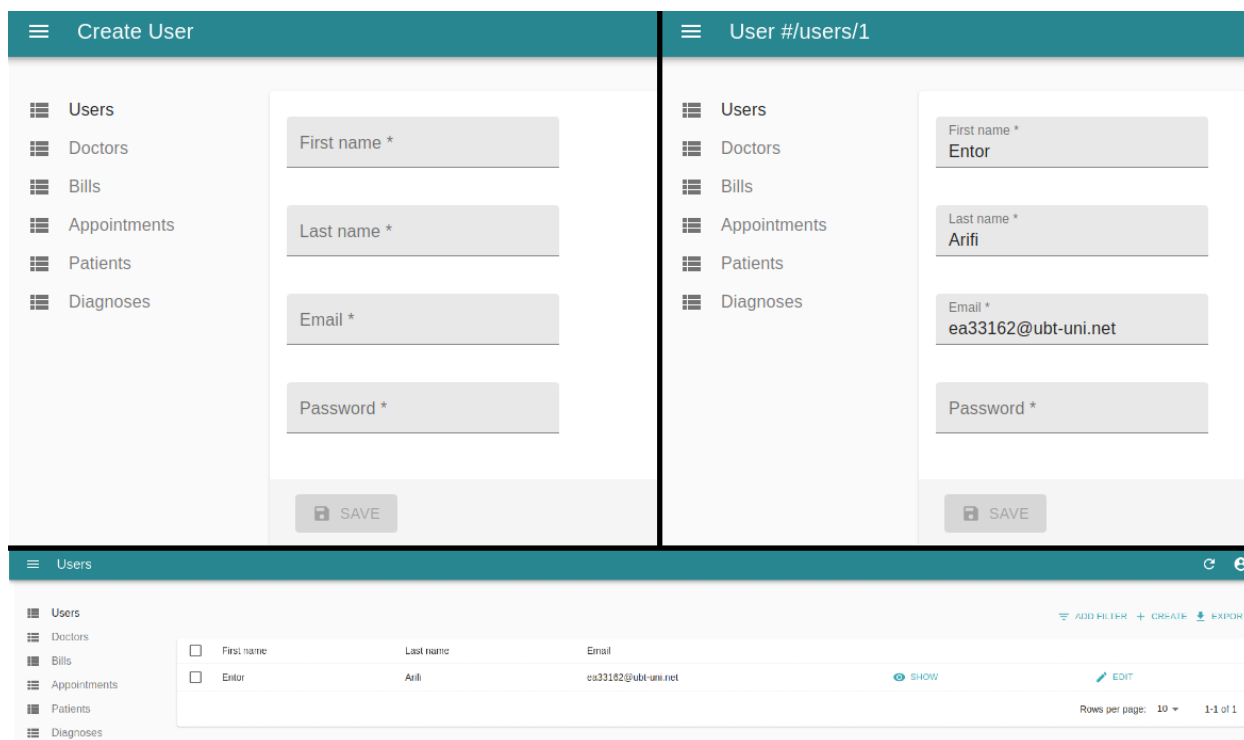 Create User
Users
Doctors
Bills
Appointments
Patients
Diagnoses
First name *
Last name *
Email *
Password *
SAVE
User #/users/1
Users
Doctors
Bills
Appointments
Patients
Diagnoses
First name *
Entor
Last name *
Arifi
Email *
ea33162@ubt-uni.net
Password *
SAVE
Users
Users
Doctors
Bills
Appointments
Patients
Diagnoses
ADD FILTER CREATE EXPORT
First name Last name Email
Entor Arifi ea33162@ubt-uni.net SHOW EDIT
Rows per page: 10 1-1 of 1